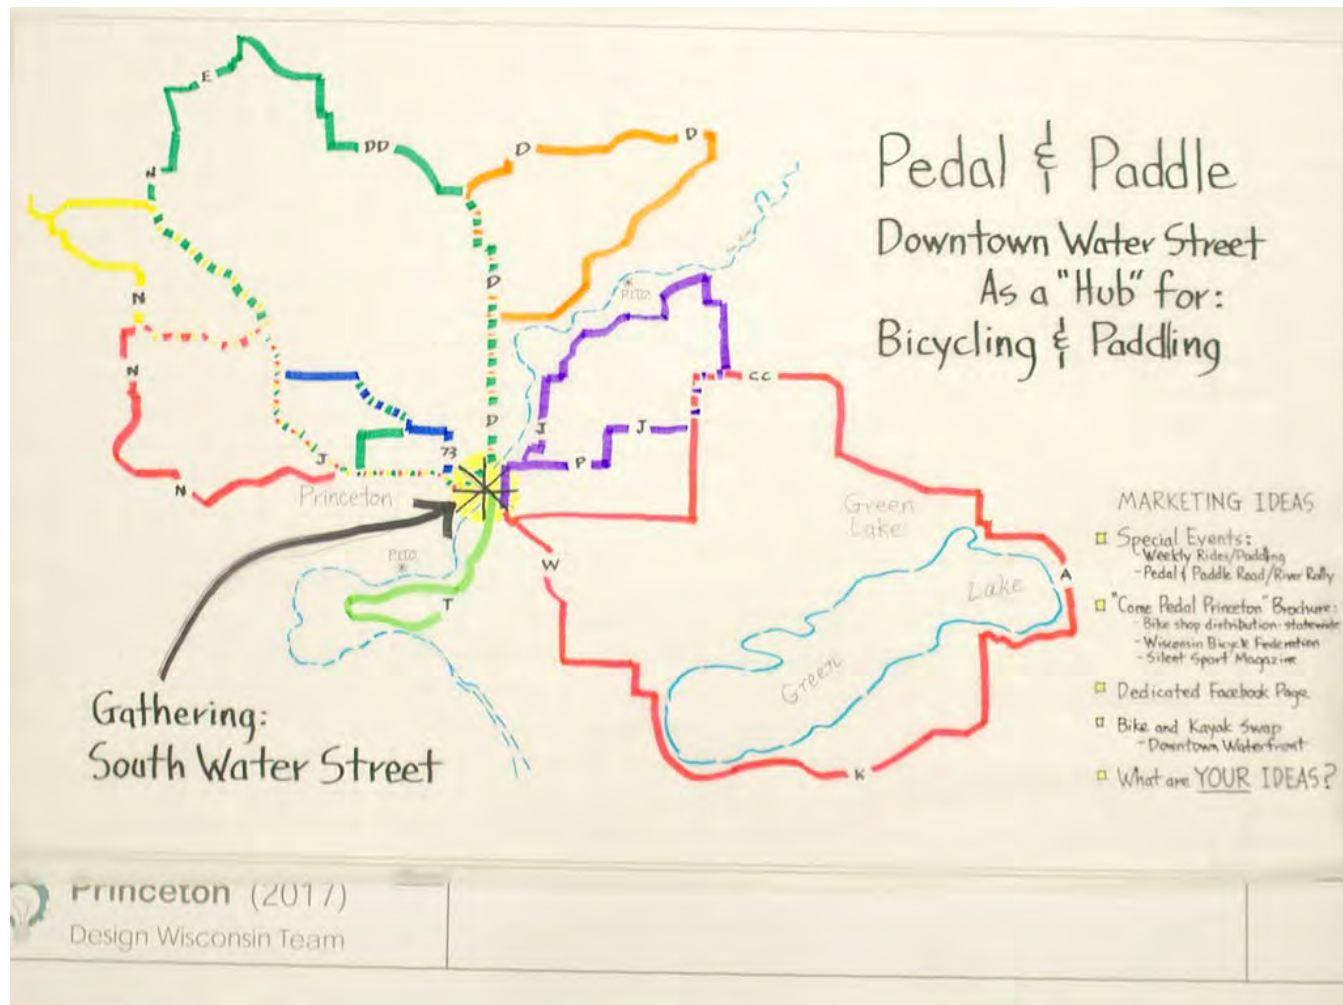 Pedal & Paddle
Downtown Water Street
As a "Hub" for:
Bicycling & Paddling
E
DD
D
D
N
D
N
N
D
J
73
N
Princeton
J
P
J
CC
Green
Lake
W
A
K
T
Lake
Green
Gathering:
South Water Street
MARKETING IDEAS
Special Events:
- Weekly Rides/Paddling
- Pedal & Paddle Road/River Rally
"Come Pedal Princeton" Brochure:
- Bike shop distribution: statewide
- Wisconsin Bicycle Federation
- Silent Sport Magazine
Dedicated Facebook Page
Bike and Kayak Swap
- Downtown Waterfront
What are YOUR IDEAS?
Princeton (2017)
Design Wisconsin Team